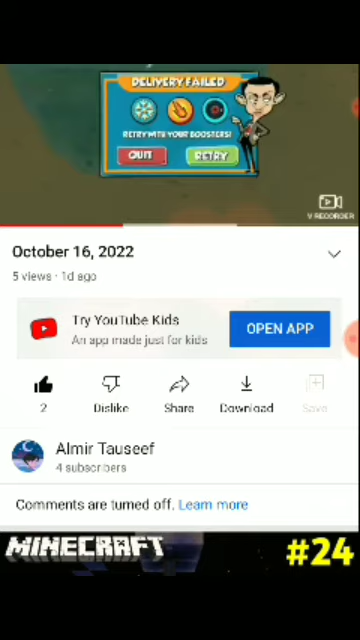 DELIVERY FAILED
RETRY WITH YOUR BOOSTERS!
QUIT
RETRY
V RECORDER
October 16, 2022
5 views · 1d ago
Try YouTube Kids
An app made just for kids
OPEN APP
2
Dislike
Share
Download
Save
Almir Tauseef
4 subscribers
Comments are turned off. Learn more
MINECRAFT
#24